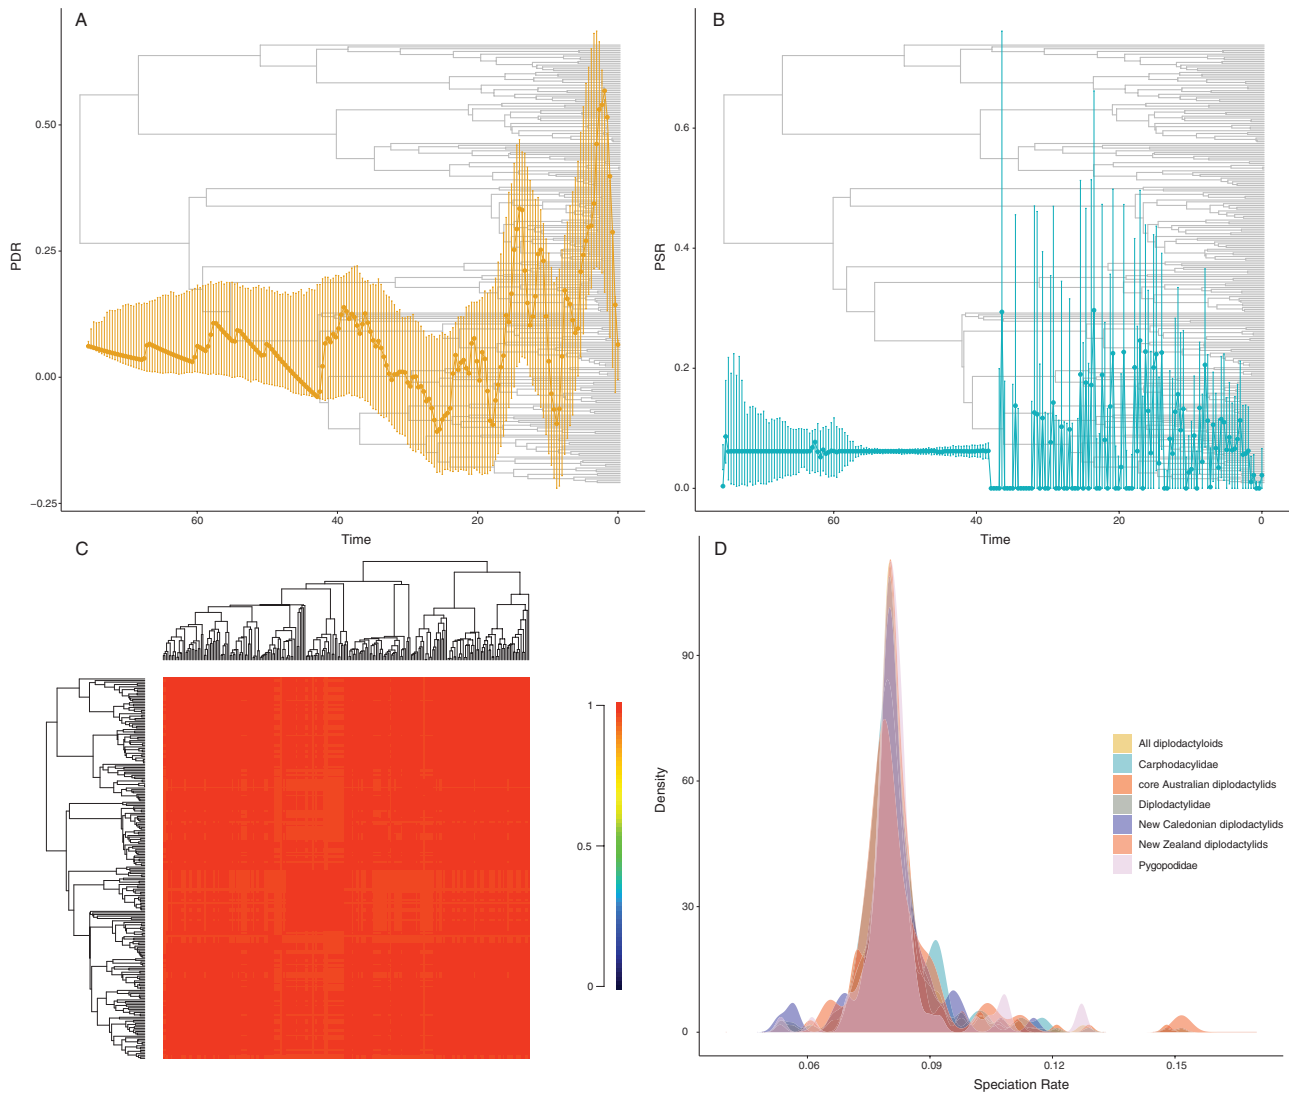 A
PDR
0.50
0.25
0.00
−0.25
60
40
20
0
Time
B
PSR
0.6
0.4
0.2
0.0
60
40
20
0
Time
C
1
0.5
0
D
Density
90
60
30
0
0.06
0.09
0.12
0.15
Speciation Rate
All diplodactyloids
Carphodacylidae
core Australian diplodactylids
Diplodactylidae
New Caledonian diplodactylids
New Zealand diplodactylids
Pygopodidae